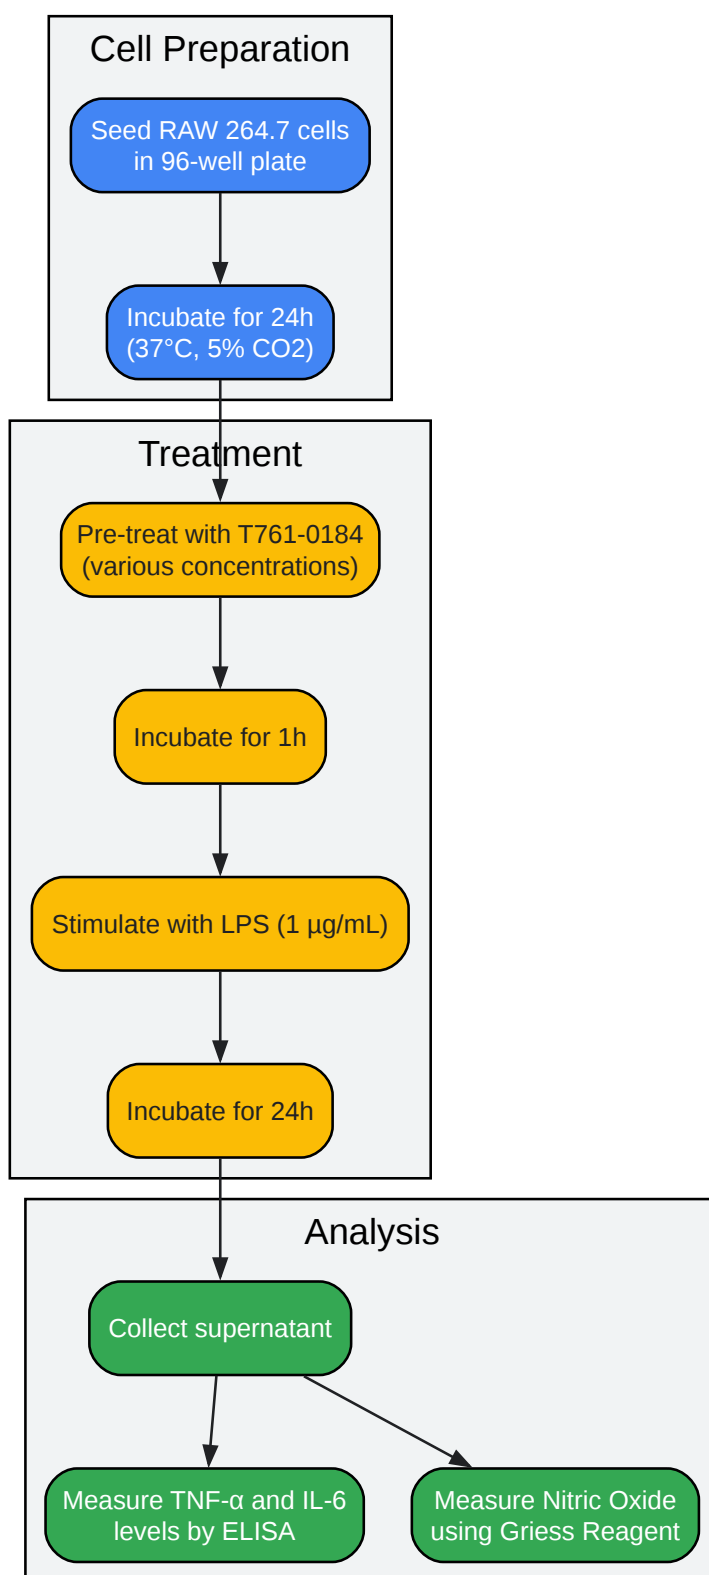 Cell Preparation
Seed RAW 264.7 cells
in 96-well plate
Incubate for 24h
(37°C, 5% CO2)
Treatment
Pre-treat with T761-0184
(various concentrations)
Incubate for 1h
Stimulate with LPS (1 µg/mL)
Incubate for 24h
Analysis
Collect supernatant
Measure TNF-α and IL-6
levels by ELISA
Measure Nitric Oxide
using Griess Reagent